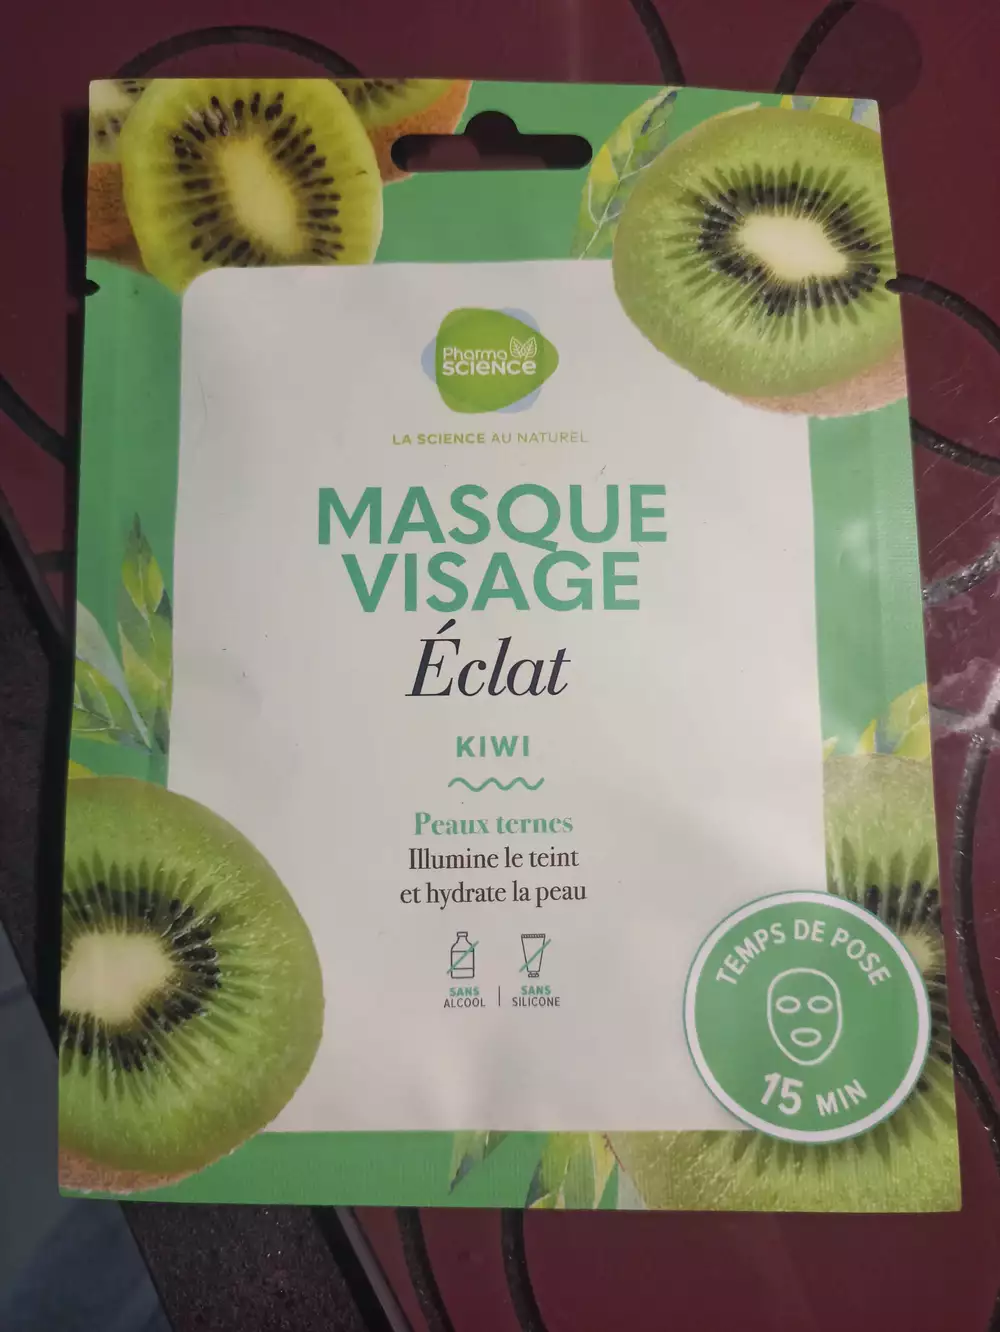 Pharma
SCIENCE
LA SCIENCE AU NATUREL
MASQUE
VISAGE
Éclat
KIWI
Peaux ternes
Illumine le teint
et hydrate la peau
SANS
ALCOOL
SANS
SILICONE
TEMPS DE POSE
15 MIN